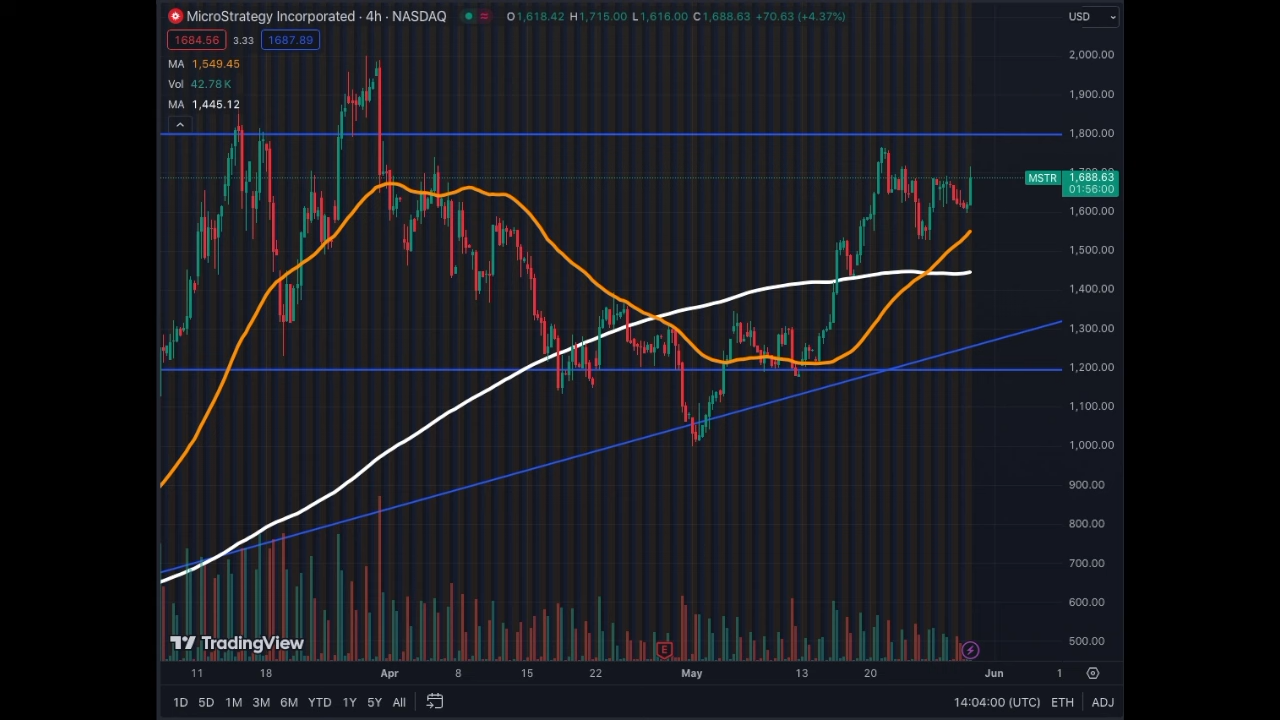 MicroStrategy Incorporated · 4h · NASDAQ O1,618.42 H1,715.00 L1,616.00 C1,688.63 +70.63 (+4.37%) USD
1684.56 3.33 1687.89
MA 1,549.45
Vol 42.78 K
MA 1,445.12
2,000.00
1,900.00
1,800.00
MSTR 1,688.63
01:56:00
1,600.00
1,500.00
1,400.00
1,300.00
1,200.00
1,100.00
1,000.00
900.00
800.00
700.00
600.00
500.00
E
TradingView
11 18 Apr 8 15 22 May 13 20 Jun 1
1D 5D 1M 3M 6M YTD 1Y 5Y All 14:04:00 (UTC) ETH ADJ